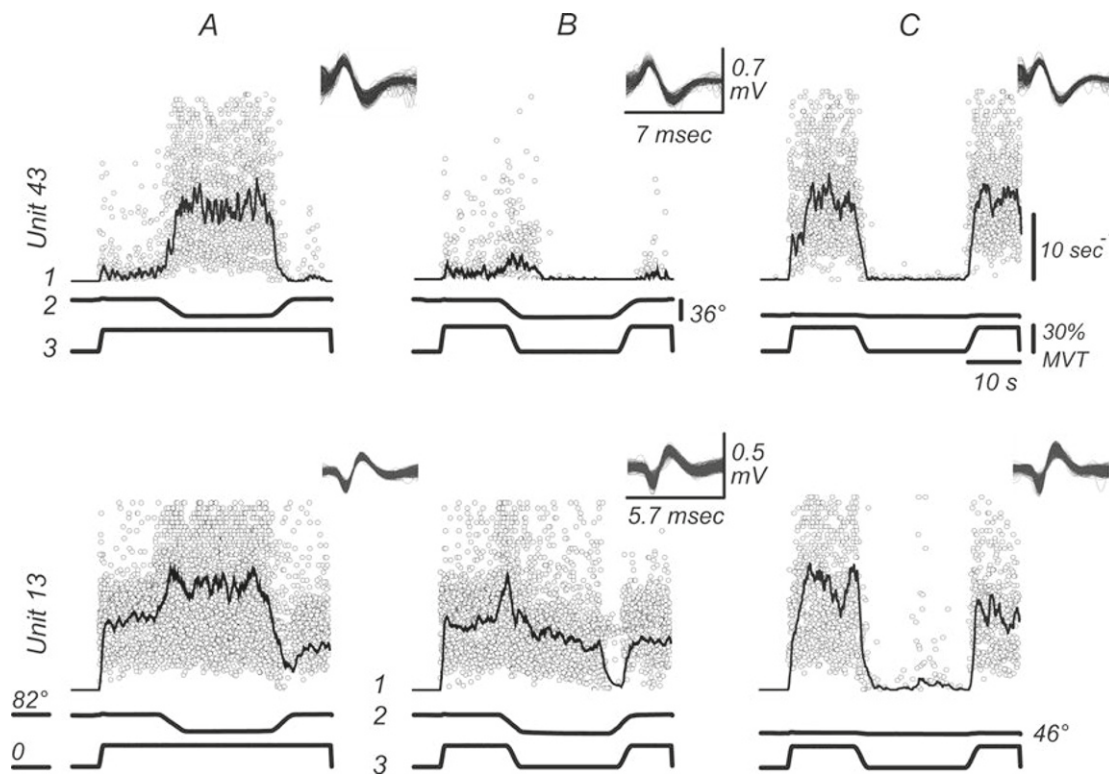 A B C
0.7
mV
7 msec
Unit 43
10 sec-
1
2
36°
3
30%
MVT
10 s
0.5
mV
5.7 msec
Unit 13
1
82°
2
46°
0
3